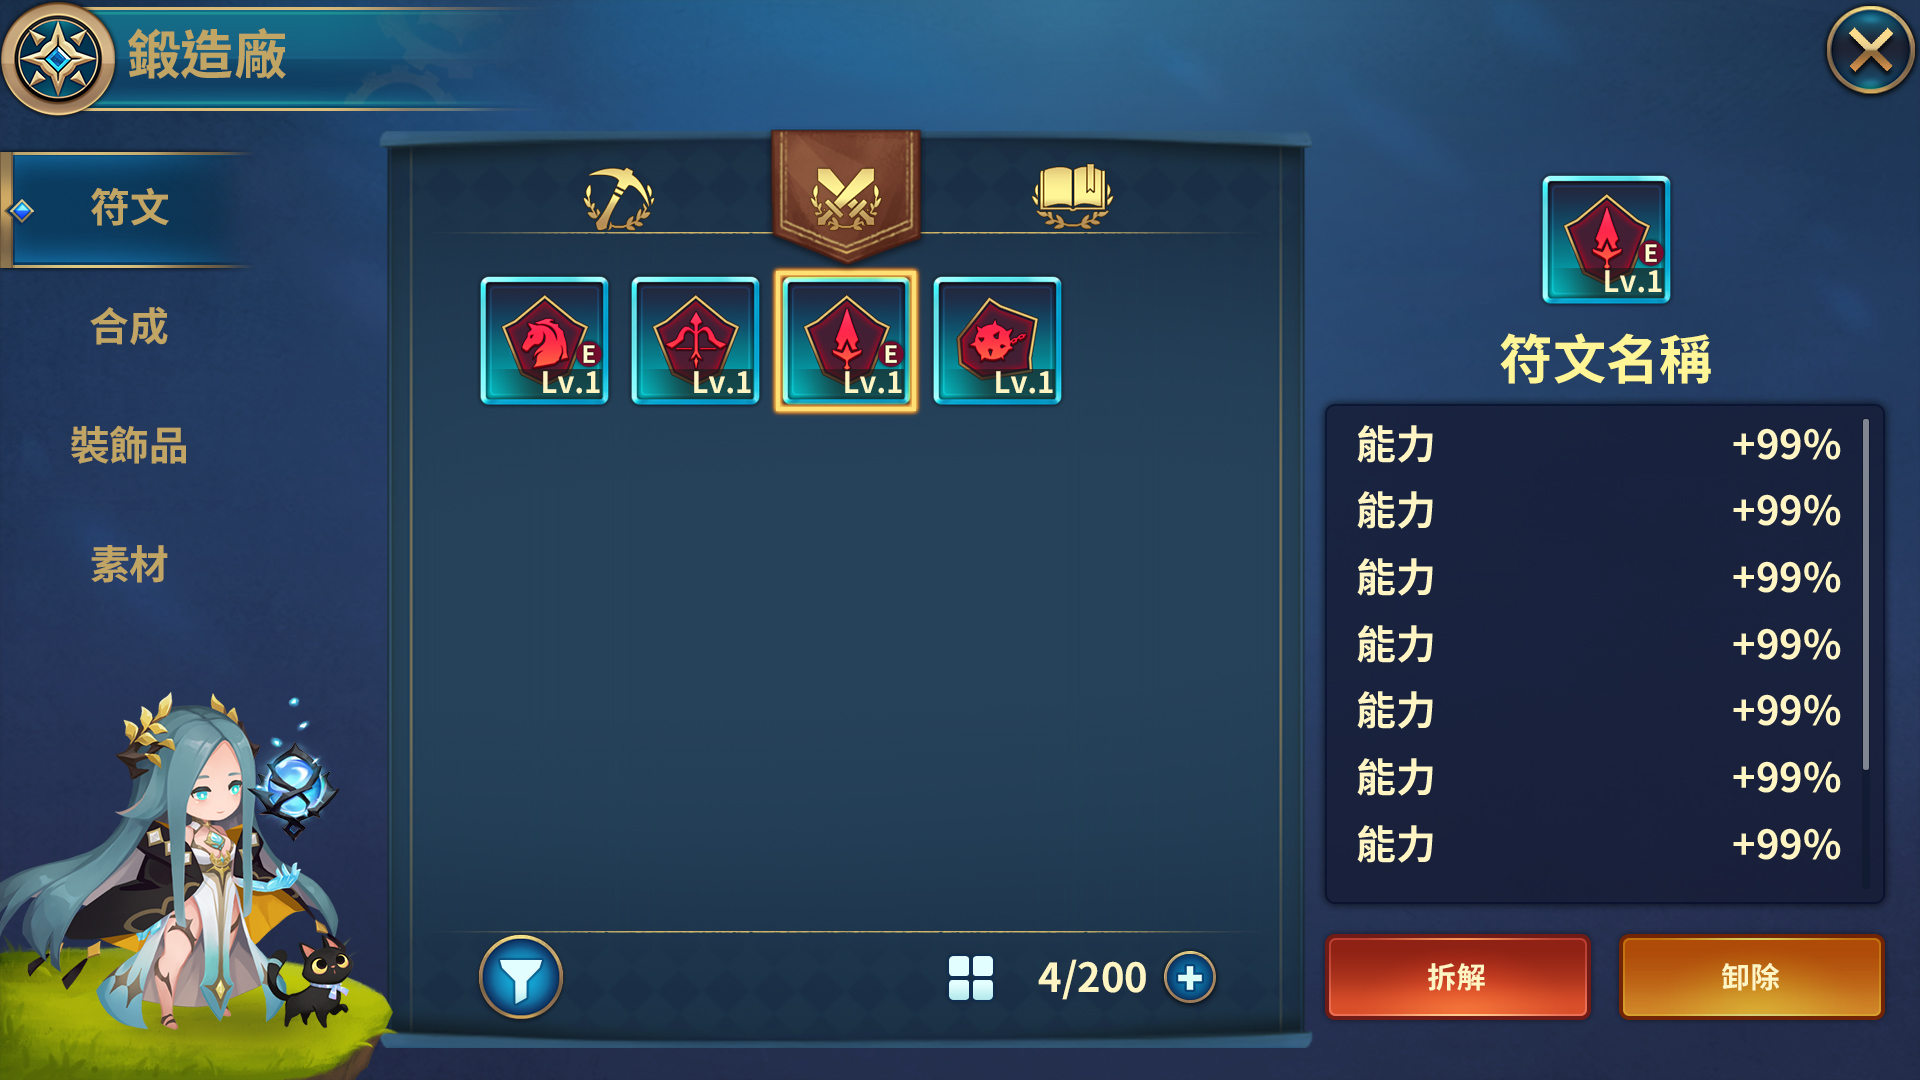 鍛造廠
符文
合成
裝飾品
素材
E
Lv.1
Lv.1
E
Lv.1
Lv.1
4/200
E
Lv.1
符文名稱
能力 +99%
能力 +99%
能力 +99%
能力 +99%
能力 +99%
能力 +99%
能力 +99%
拆解
卸除